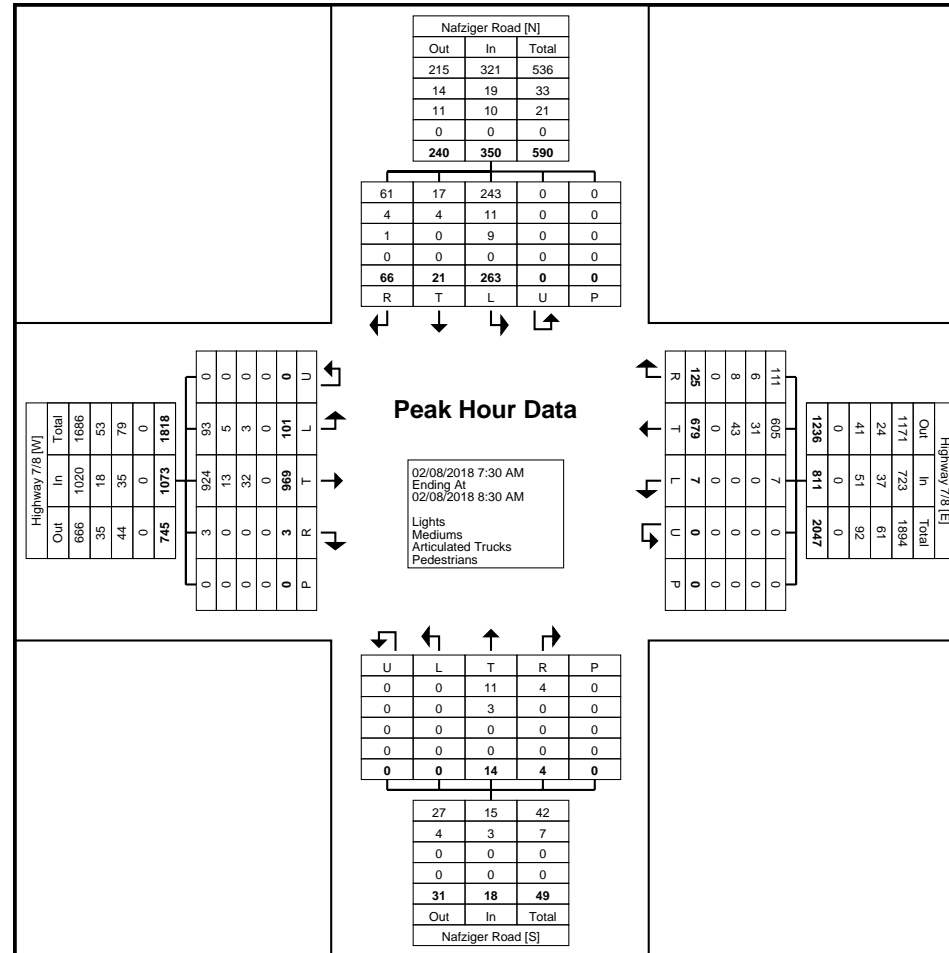 Nafziger Road [N]
Out In Total
215 321 536
14 19 33
11 10 21
0 0 0
240 350 590
61 17 243 0 0
4 4 11 0 0
1 0 9 0 0
0 0 0 0 0
66 21 263 0 0
R T L U P
Highway 7/8 [W]
Total In Out
1686 1020 666
53 18 35
79 35 44
0 0 0
1818 1073 745
0 93 924 3 0
0 5 13 0 0
0 3 32 0 0
0 0 0 0 0
0 101 969 3 0
U L T R P
Peak Hour Data
02/08/2018 7:30 AM
Ending At
02/08/2018 8:30 AM
Lights
Mediums
Articulated Trucks
Pedestrians
R T L U P
125 679 7 0 0
0 0 0 0 0
8 43 0 0 0
6 31 0 0 0
111 605 7 0 0
1236 811 2047
0 0 0
41 51 92
24 37 61
1171 723 1894
Out In Total
Highway 7/8 [E]
U L T R P
0 0 11 4 0
0 0 3 0 0
0 0 0 0 0
0 0 0 0 0
0 0 14 4 0
27 15 42
4 3 7
0 0 0
0 0 0
31 18 49
Out In Total
Nafziger Road [S]